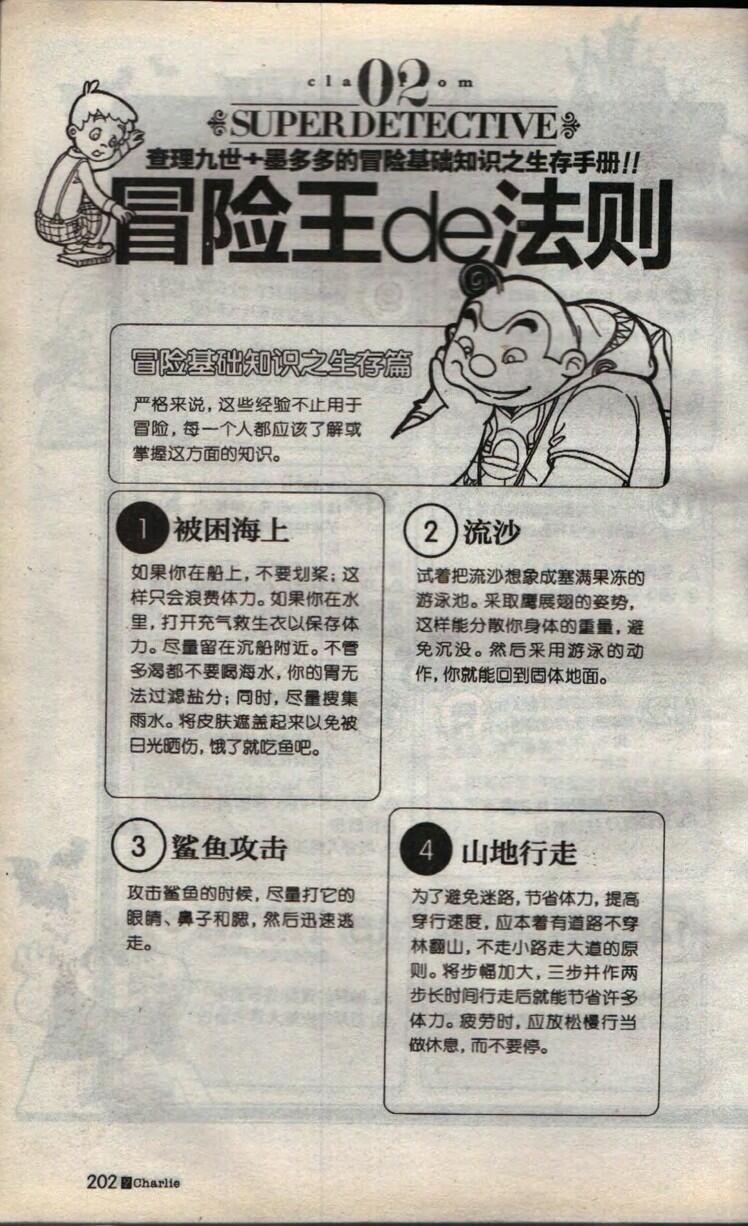 02
cla om
SUPER DETECTIVE
查理九世+墨多多的冒险基础知识之生存手册!!
冒险王de法则
冒险基础知识之生存篇
严格来说，这些经验不止用于
冒险，每一个人都应该了解或
掌握这方面的知识。
1 被困海上
如果你在船上，不要划桨；这
样只会浪费体力。如果你在水
里，打开充气救生衣以保存体
力。尽量留在沉船附近。不管
多渴都不要喝海水，你的胃无
法过滤盐分；同时，尽量搜集
雨水。将皮肤遮盖起来以免被
日光晒伤，饿了就吃鱼吧。
2 流沙
试着把流沙想象成塞满果冻的
游泳池。采取鹰展翅的姿势，
这样能分散你身体的重量，避
免沉没。然后采用游泳的动
作，你就能回到固体地面。
3 鲨鱼攻击
攻击鲨鱼的时候，尽量打它的
眼睛、鼻子和腮，然后迅速逃
走。
4 山地行走
为了避免迷路，节省体力，提高
穿行速度，应本着有道路不穿
林翻山，不走小路走大道的原
则。将步幅加大，三步并作两
步长时间行走后就能节省许多
体力。疲劳时，应放松慢行当
做休息，而不要停。
202 Charlie